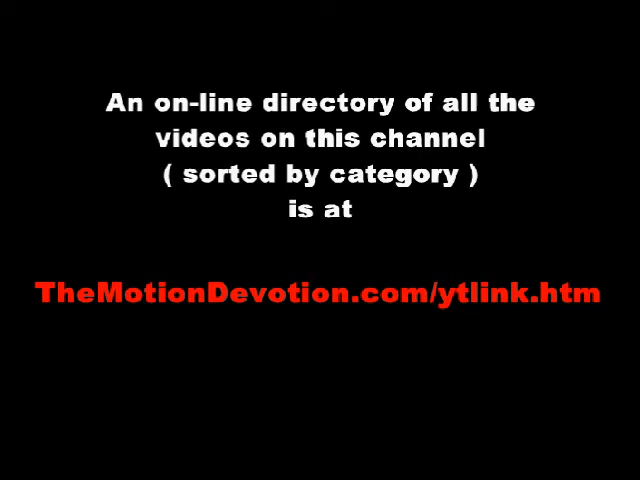 An on-line directory of all the
videos on this channel
( sorted by category )
is at
TheMotionDevotion.com/ytlink.htm